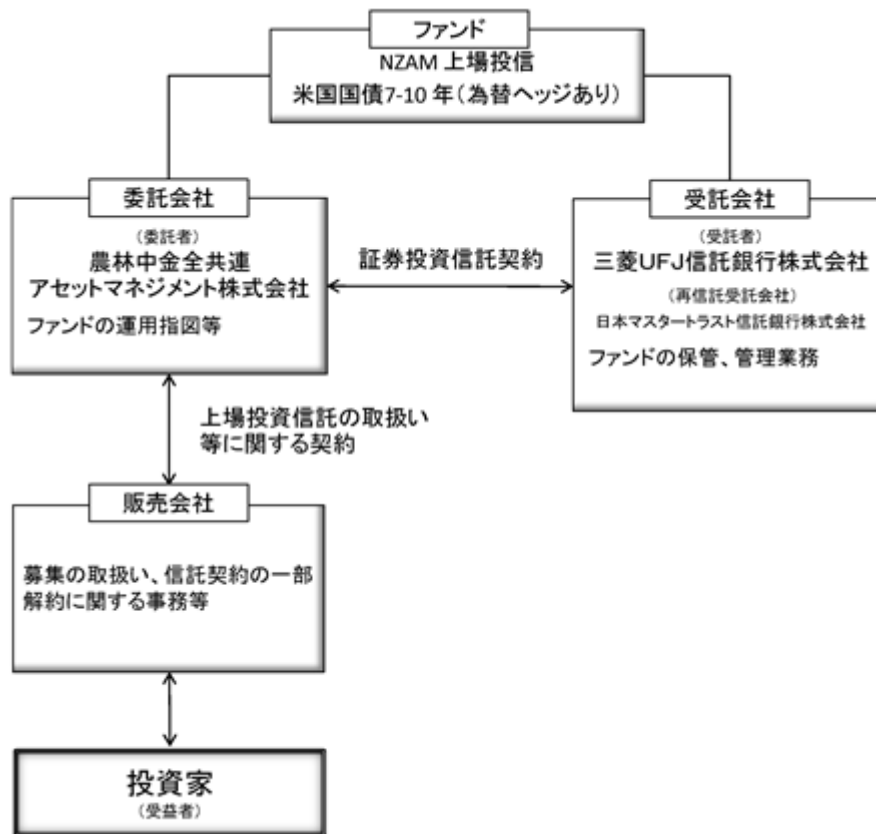 ファンド
NZAM 上場投信
米国国債7-10 年（為替ヘッジあり）
委託会社
（委託者）
農林中金全共連
アセットマネジメント株式会社
ファンドの運用指図等
証券投資信託契約
受託会社
（受託者）
三菱ＵＦＪ信託銀行株式会社
（再信託受託会社）
日本マスタートラスト信託銀行株式会社
ファンドの保管、管理業務
上場投資信託の取扱い
等に関する契約
販売会社
募集の取扱い、信託契約の一部
解約に関する事務等
投資家
（受益者）